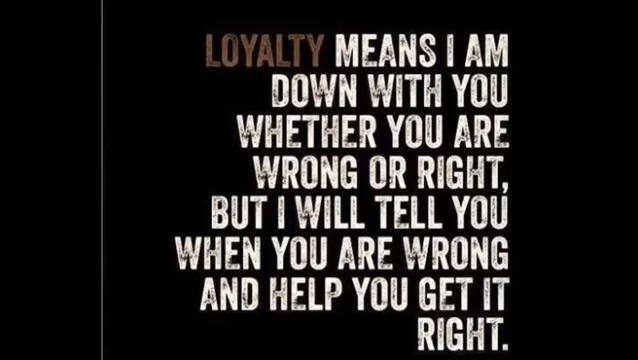 LOYALTY MEANS I AM
DOWN WITH YOU
WHETHER YOU ARE
WRONG OR RIGHT,
BUT I WILL TELL YOU
WHEN YOU ARE WRONG
AND HELP YOU GET IT
RIGHT.